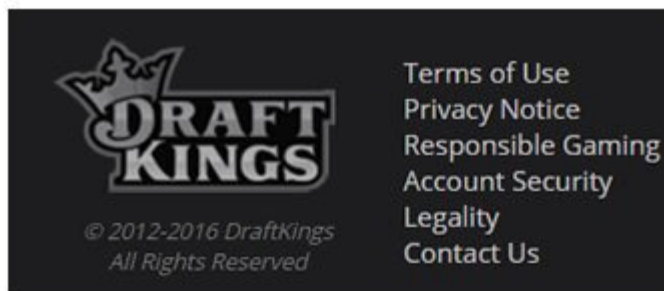 DRAFT
KINGS
© 2012-2016 DraftKings
All Rights Reserved
Terms of Use
Privacy Notice
Responsible Gaming
Account Security
Legality
Contact Us